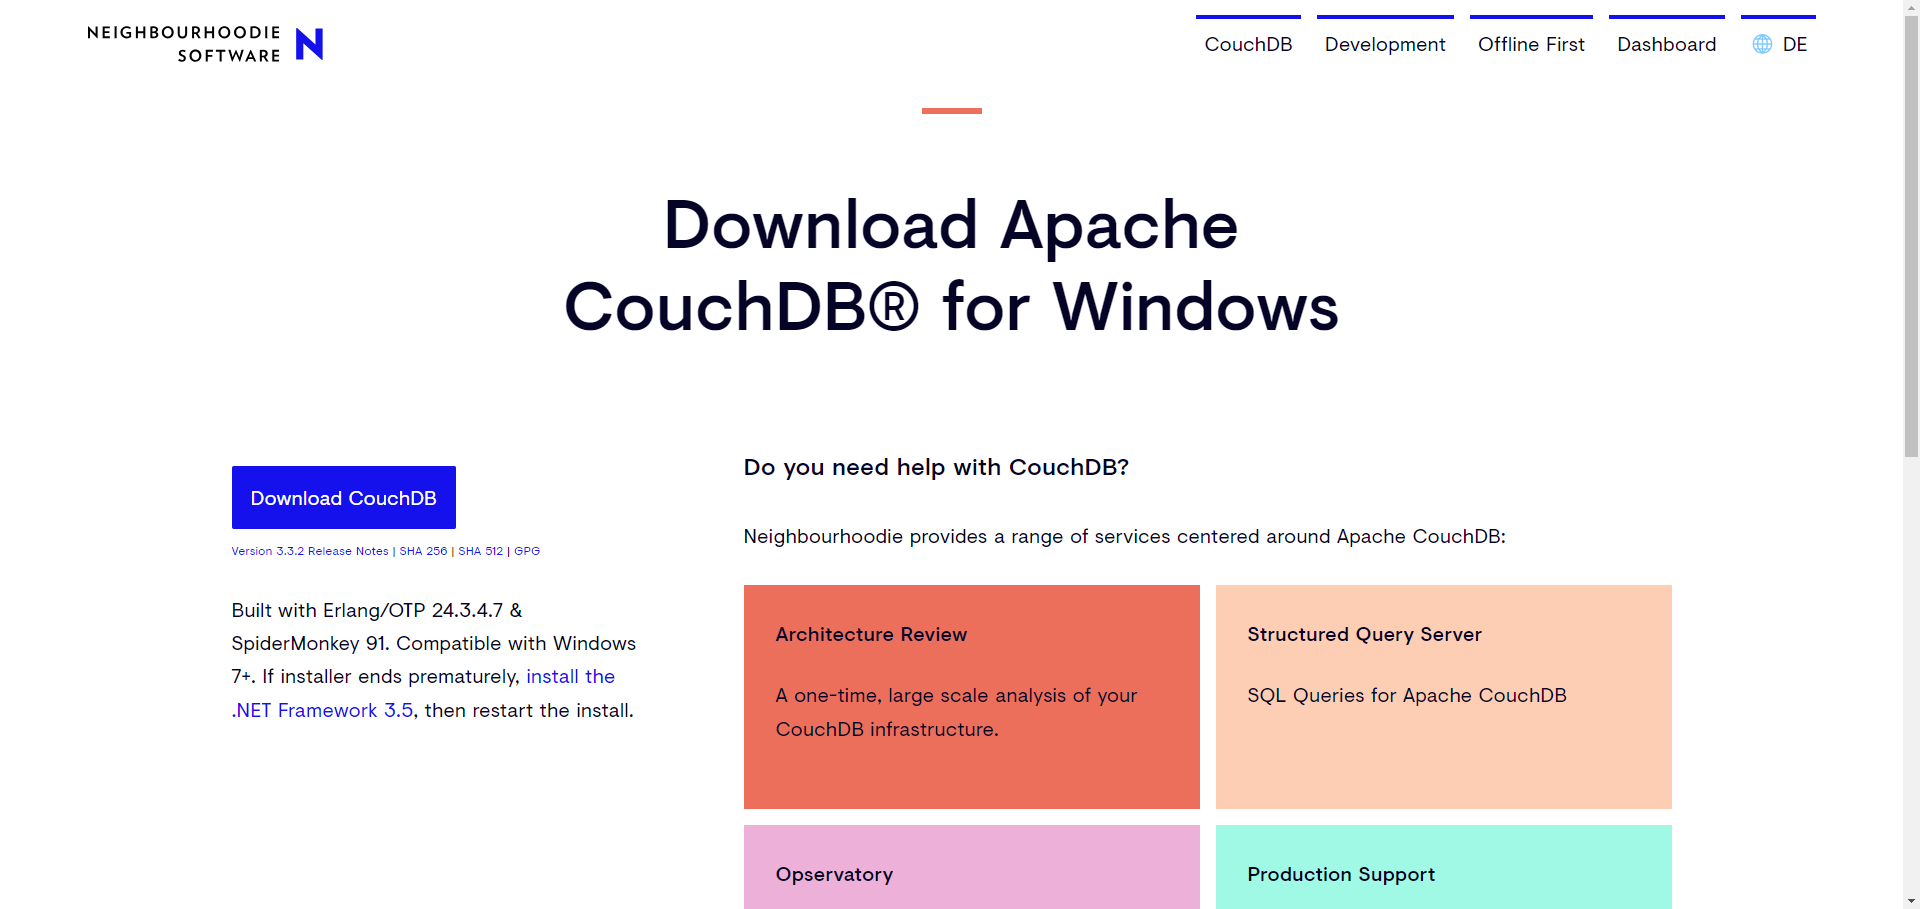 NEIGHBOURHOODIE
SOFTWARE
CouchDB
Development
Offline First
Dashboard
DE
Download Apache
CouchDB® for Windows
Download CouchDB
Version 3.3.2 Release Notes | SHA 256 | SHA 512 | GPG
Built with Erlang/OTP 24.3.4.7 &
SpiderMonkey 91. Compatible with Windows
7+. If installer ends prematurely, install the
.NET Framework 3.5, then restart the install.
Do you need help with CouchDB?
Neighbourhoodie provides a range of services centered around Apache CouchDB:
Architecture Review
A one-time, large scale analysis of your
CouchDB infrastructure.
Structured Query Server
SQL Queries for Apache CouchDB
Opservatory
Production Support